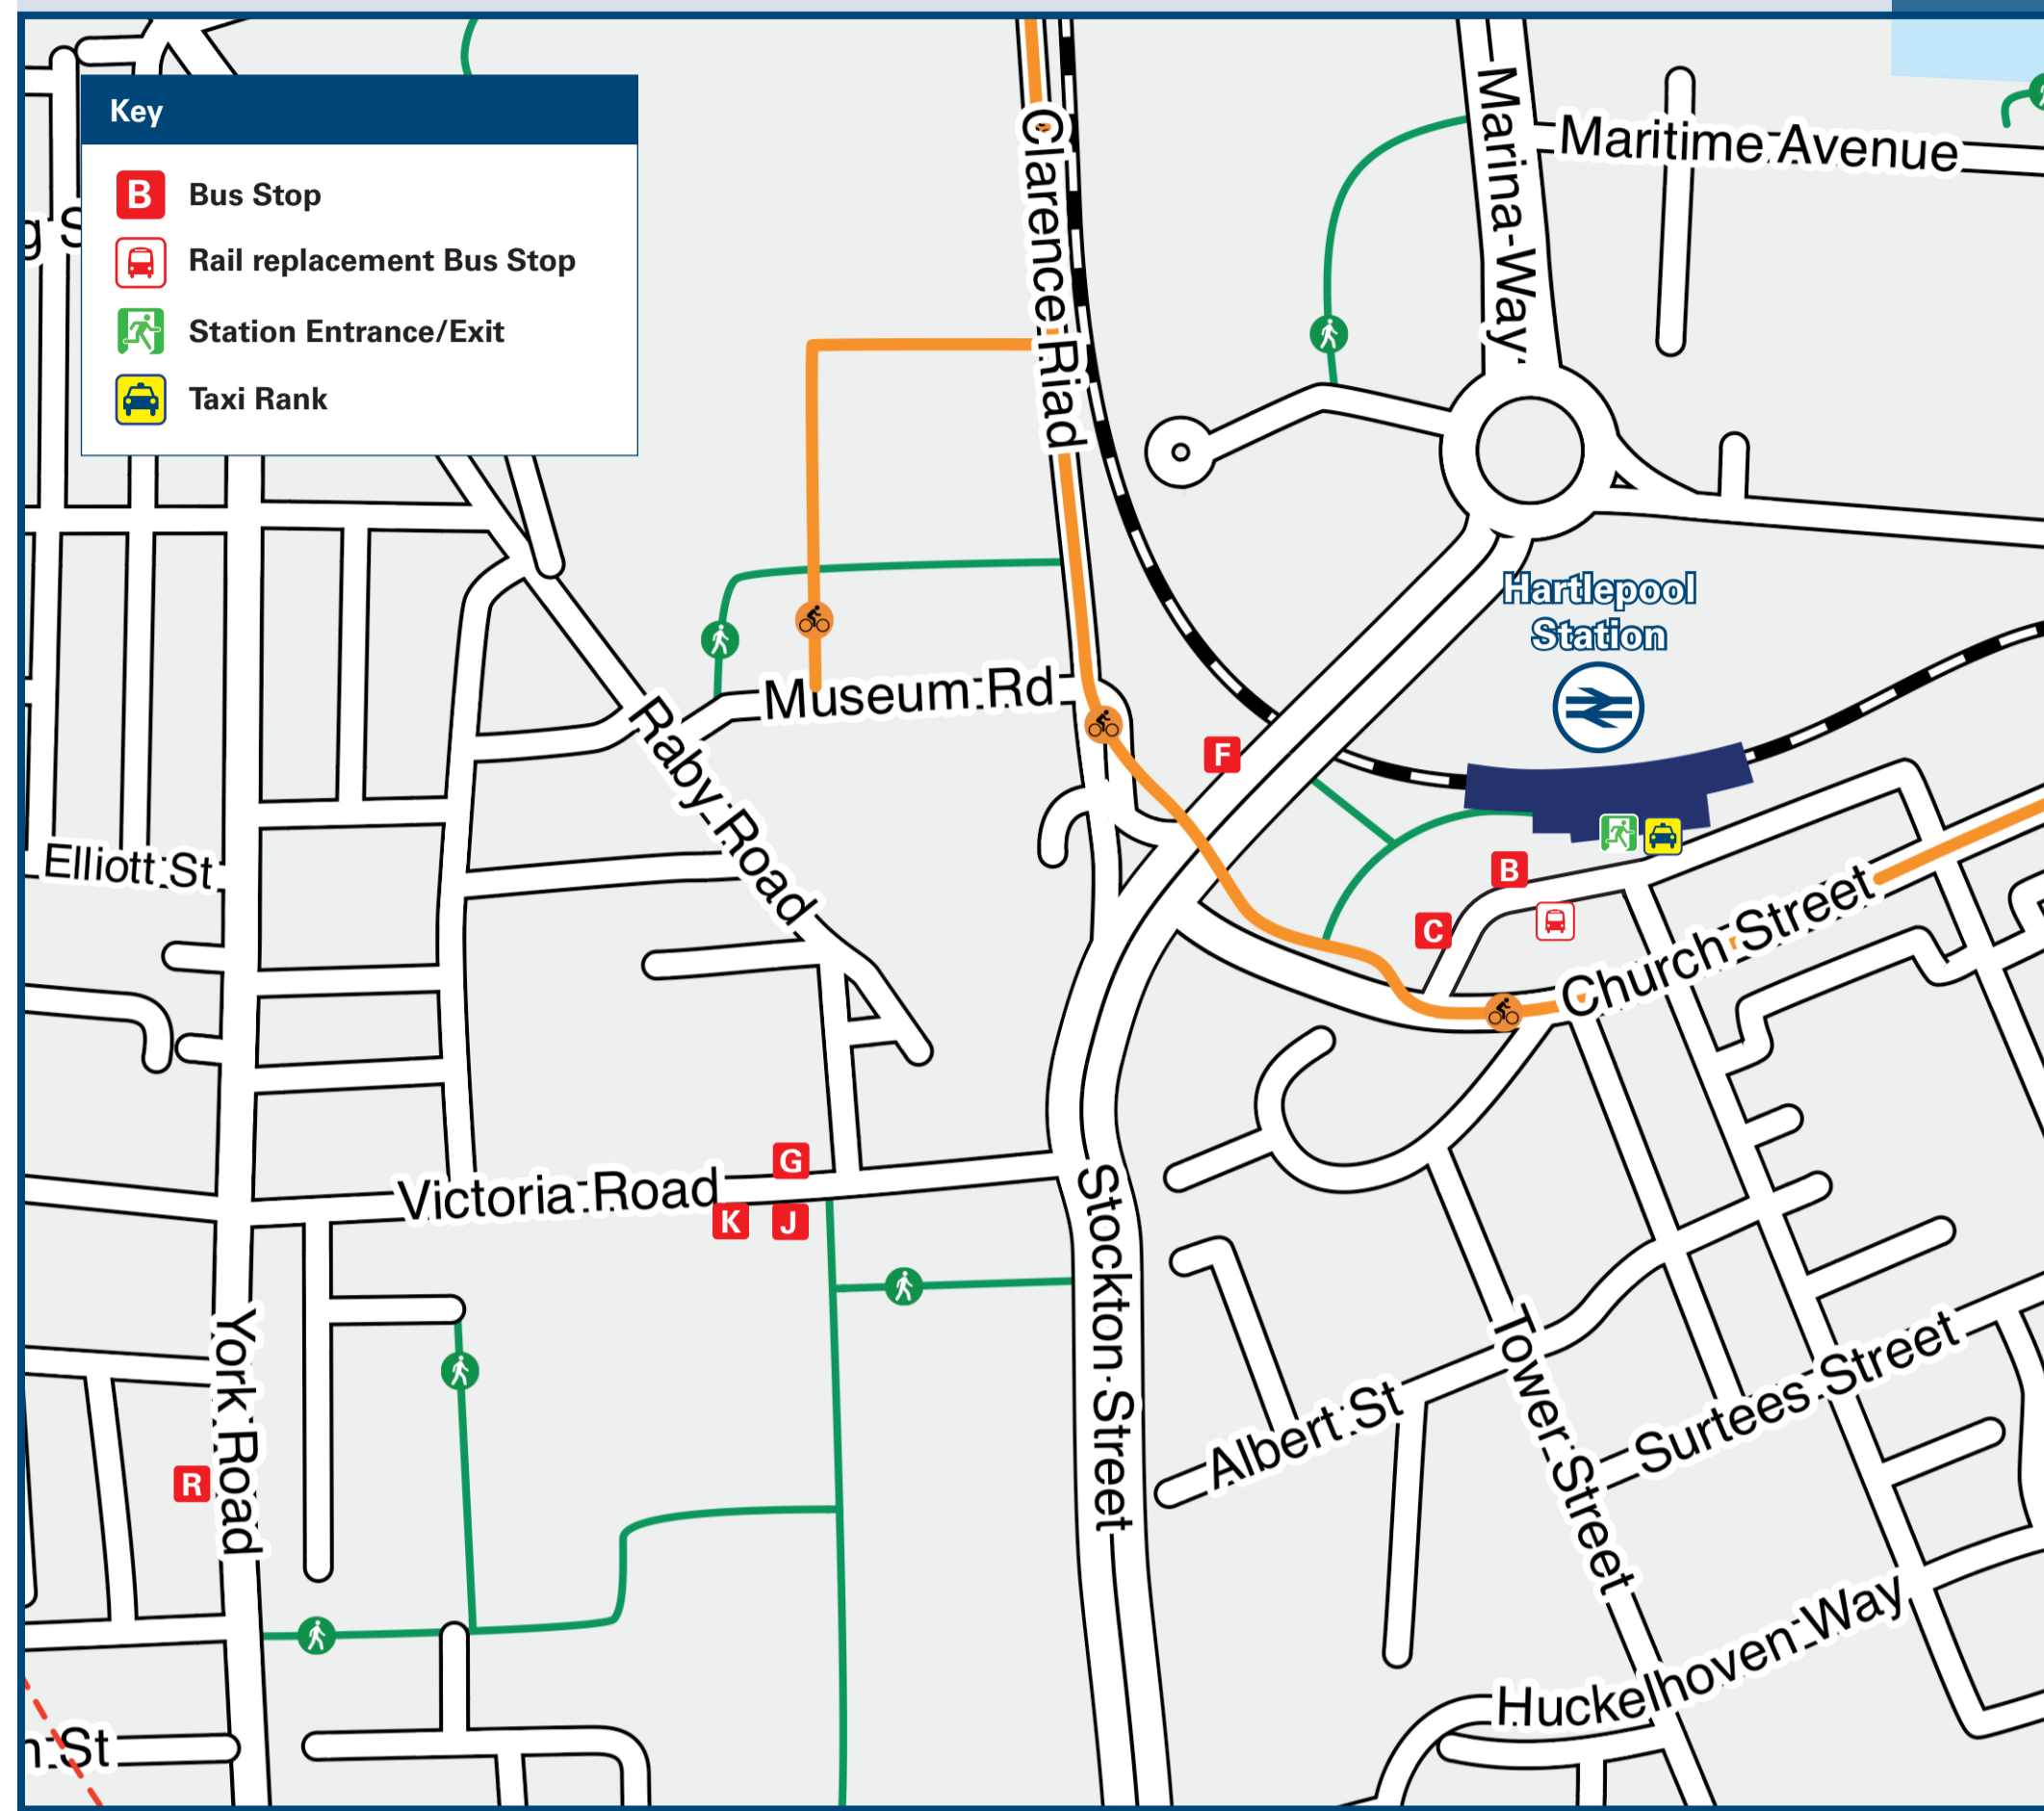 Key
B Bus Stop
Rail replacement Bus Stop
Station Entrance/Exit
Taxi Rank
g S
Clarence Riad
Marina Way
Maritime Avenue
Hartlepool
Station
Museum Rd
Raby Road
F
Elliott St
B
C
Church Street
G
Victoria Road
K
J
Stockton Street
York Road
R
Albert St
Tower Street
Surtees Street
Huckelhoven Way
n St